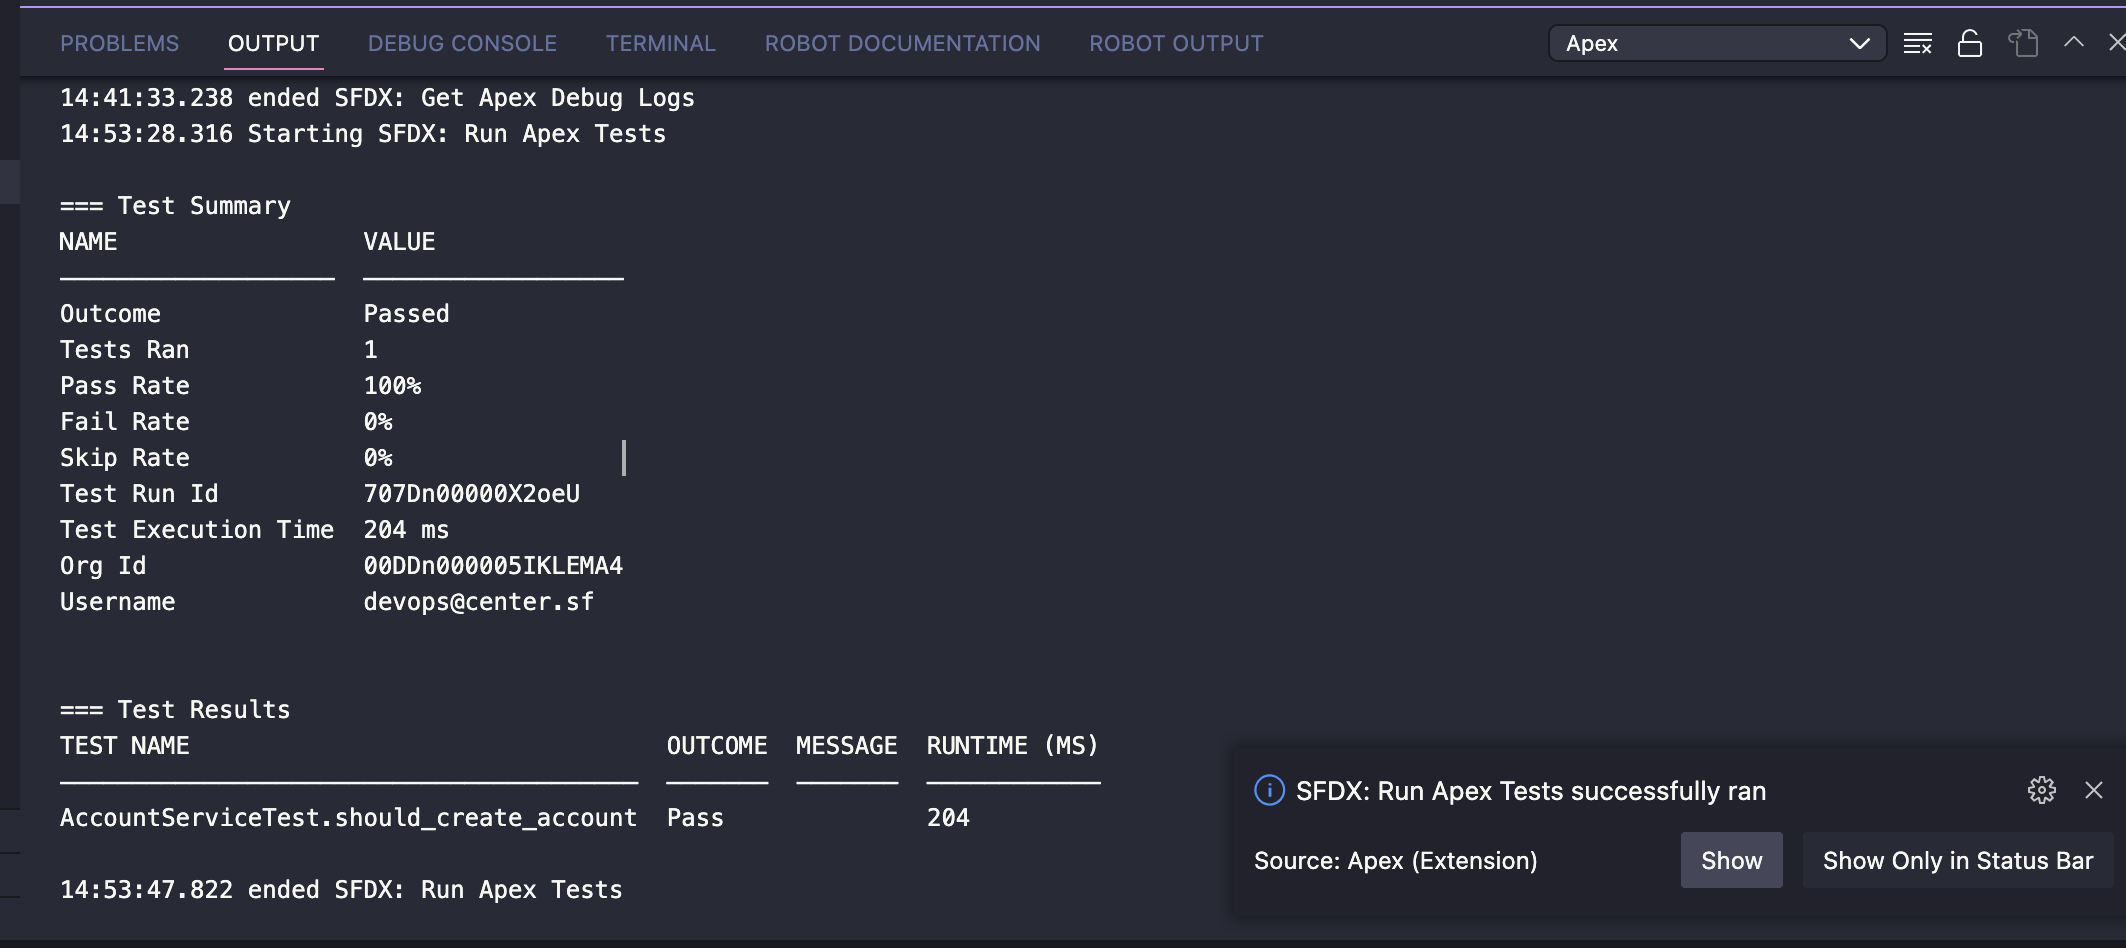 PROBLEMS OUTPUT DEBUG CONSOLE TERMINAL ROBOT DOCUMENTATION ROBOT OUTPUT Apex
14:41:33.238 ended SFDX: Get Apex Debug Logs
14:53:28.316 Starting SFDX: Run Apex Tests
=== Test Summary
NAME VALUE
Outcome Passed
Tests Ran 1
Pass Rate 100%
Fail Rate 0%
Skip Rate 0%
Test Run Id 707Dn00000X2oeU
Test Execution Time 204 ms
Org Id 00DDn000005IKLEMA4
Username devops@center.sf
=== Test Results
TEST NAME OUTCOME MESSAGE RUNTIME (MS)
AccountServiceTest.should_create_account Pass 204
14:53:47.822 ended SFDX: Run Apex Tests
SFDX: Run Apex Tests successfully ran
Source: Apex (Extension) Show Show Only in Status Bar